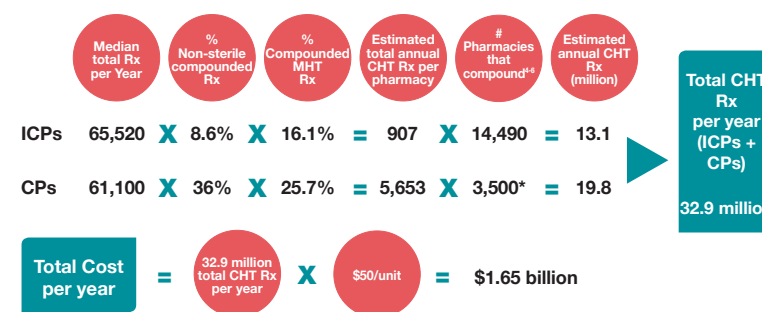 Median
total Rx
per Year
%
Non-sterile
compounded
Rx
%
Compounded
MHT
Rx
Estimated
total annual
CHT Rx per
pharmacy
#
Pharmacies
that
compound4-6
Estimated
annual CHT
Rx
(million)
ICPs 65,520 X 8.6% X 16.1% = 907 X 14,490 = 13.1
CPs 61,100 X 36% X 25.7% = 5,653 X 3,500* = 19.8
Total CHT
Rx
per year
(ICPs +
CPs)
32.9 millio
Total Cost
per year
=
32.9 million
total CHT Rx
per year
X
$50/unit
=
$1.65 billion